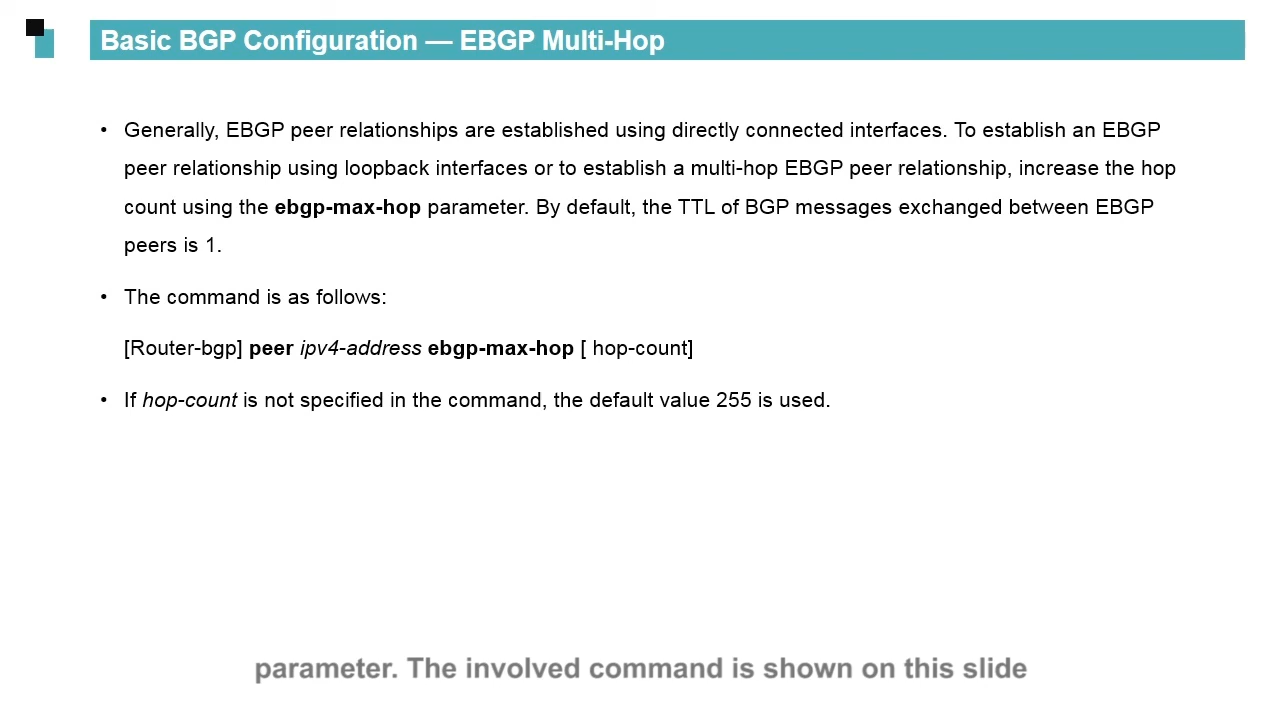 Basic BGP Configuration — EBGP Multi-Hop
• Generally, EBGP peer relationships are established using directly connected interfaces. To establish an EBGP
peer relationship using loopback interfaces or to establish a multi-hop EBGP peer relationship, increase the hop
count using the ebgp-max-hop parameter. By default, the TTL of BGP messages exchanged between EBGP
peers is 1.
• The command is as follows:
[Router-bgp] peer ipv4-address ebgp-max-hop [ hop-count]
• If hop-count is not specified in the command, the default value 255 is used.
parameter. The involved command is shown on this slide